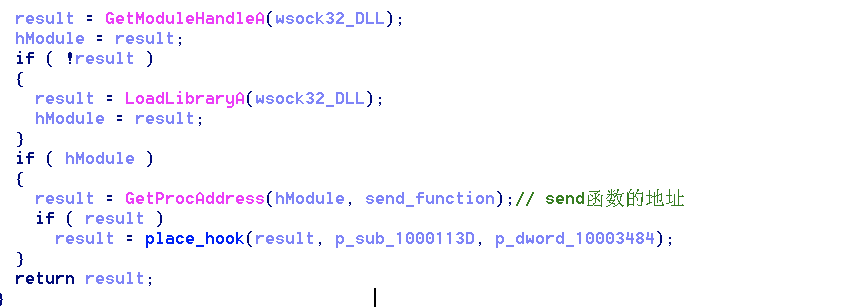 result = GetModuleHandleA(wsock32_DLL);
hModule = result;
if ( !result )
{
result = LoadLibraryA(wsock32_DLL);
hModule = result;
}
if ( hModule )
{
result = GetProcAddress(hModule, send_function);// send函数的地址
if ( result )
result = place_hook(result, p_sub_1000113D, p_dword_10003484);
}
return result;
}